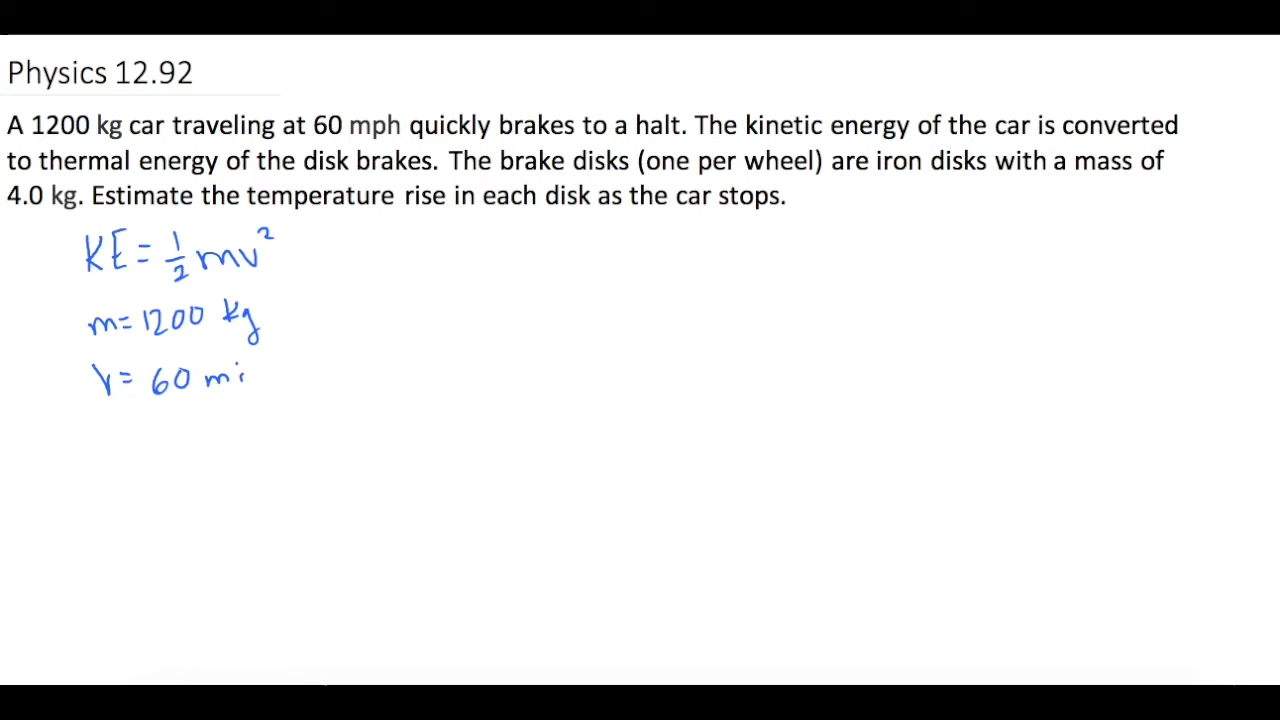 Physics 12.92
A 1200 kg car traveling at 60 mph quickly brakes to a halt. The kinetic energy of the car is converted
to thermal energy of the disk brakes. The brake disks (one per wheel) are iron disks with a mass of
4.0 kg. Estimate the temperature rise in each disk as the car stops.
KE = 1/2 mv²
m = 1200 kg
v = 60 mi